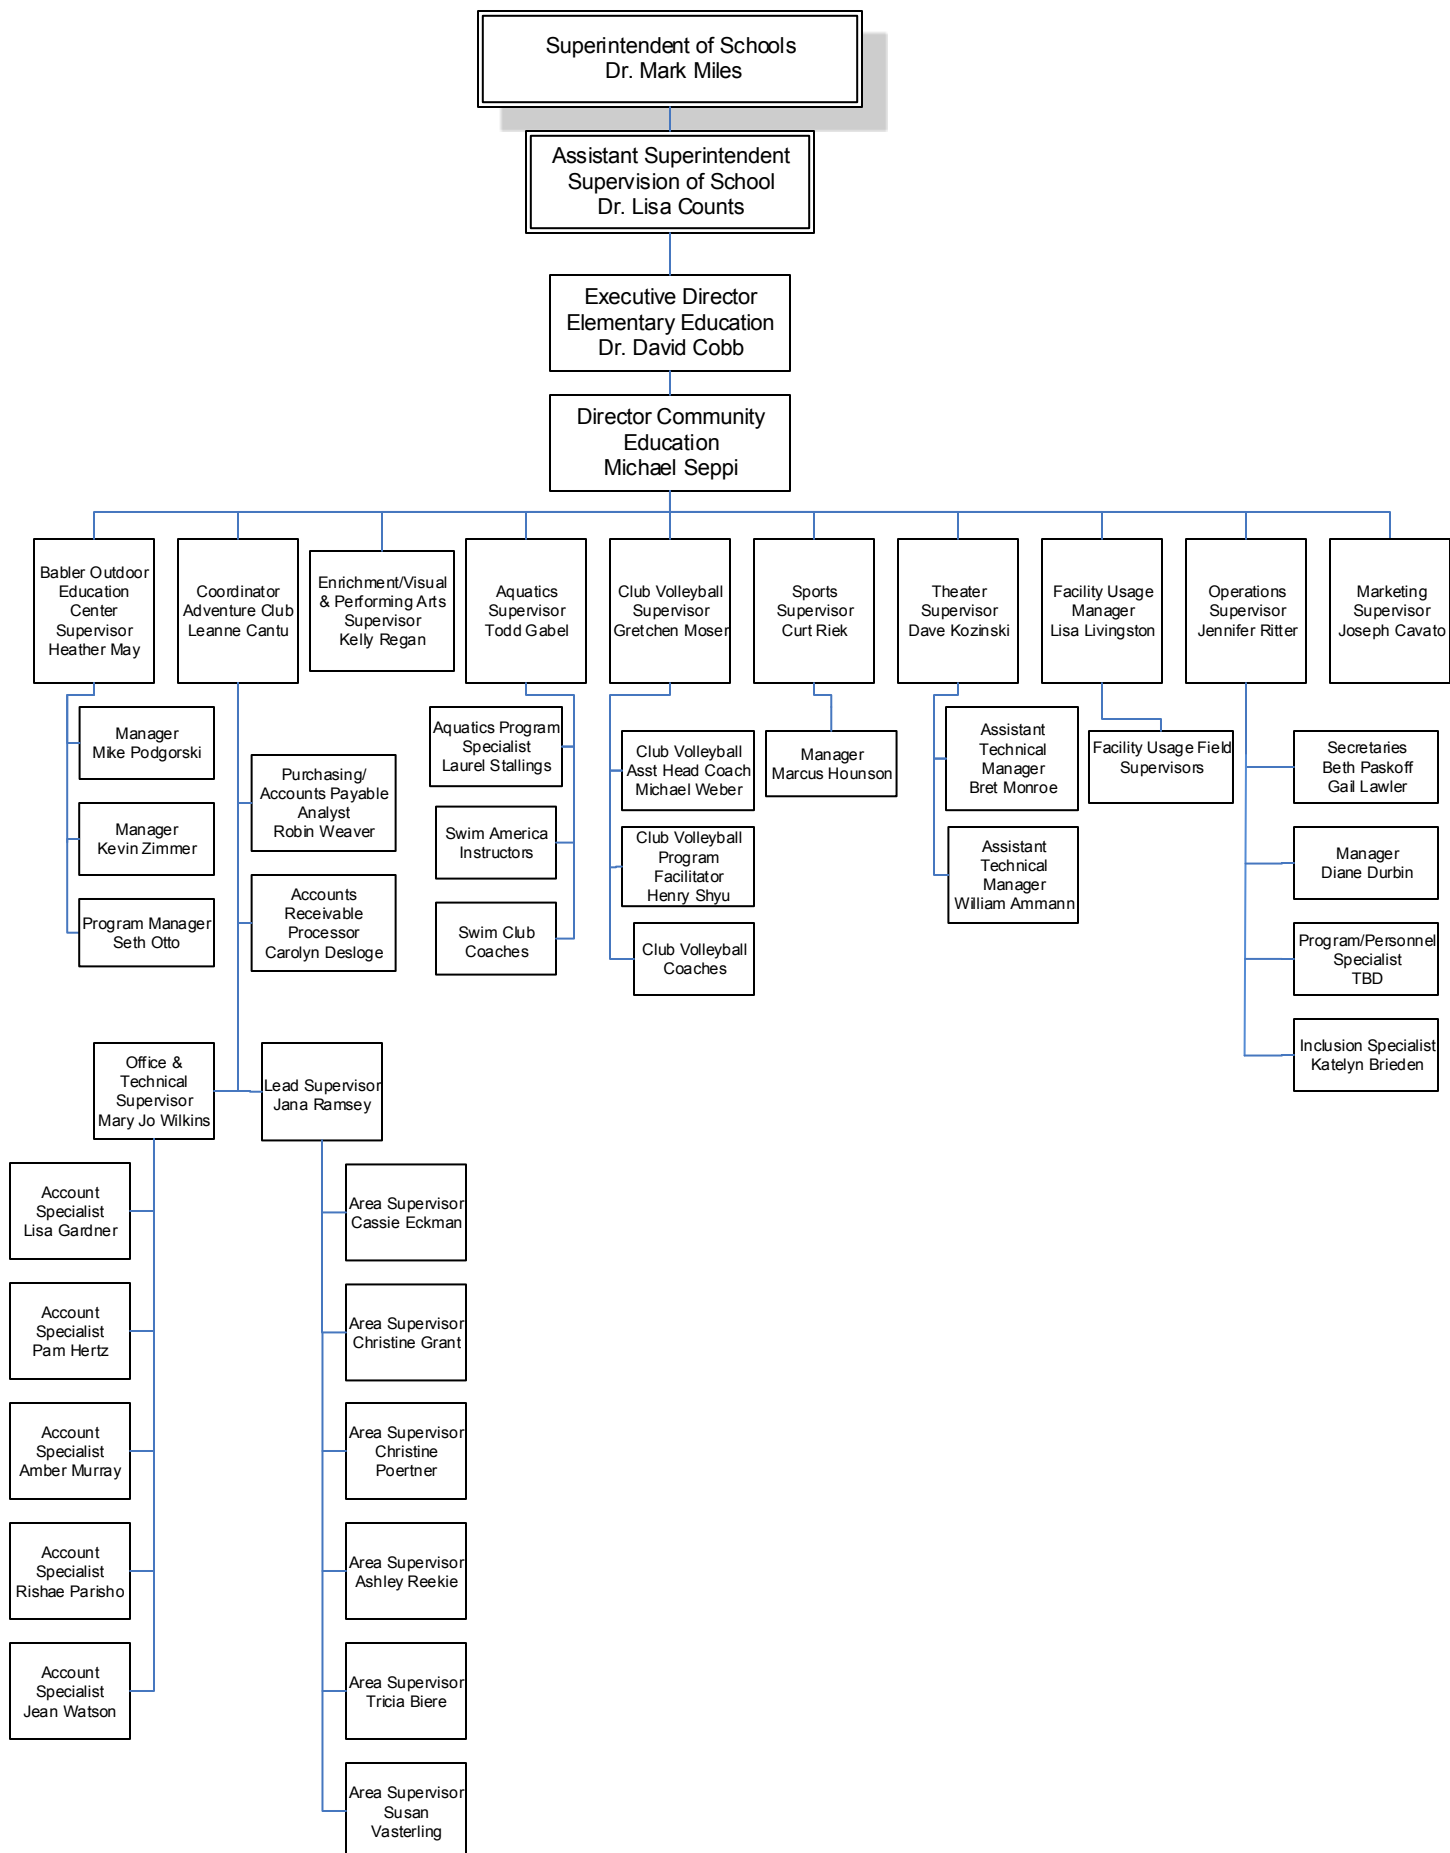 Superintendent of Schools
Dr. Mark Miles
Assistant Superintendent
Supervision of School
Dr. Lisa Counts
Executive Director
Elementary Education
Dr. David Cobb
Director Community
Education
Michael Seppi
Babler Outdoor
Education
Center
Supervisor
Heather May
Coordinator
Adventure Club
Leanne Cantu
Enrichment/Visual
& Performing Arts
Supervisor
Kelly Regan
Aquatics
Supervisor
Todd Gabel
Club Volleyball
Supervisor
Gretchen Moser
Sports
Supervisor
Curt Riek
Theater
Supervisor
Dave Kozinski
Facility Usage
Manager
Lisa Livingston
Operations
Supervisor
Jennifer Ritter
Marketing
Supervisor
Joseph Cavato
Manager
Mike Podgorski
Manager
Kevin Zimmer
Program Manager
Seth Otto
Purchasing/
Accounts Payable
Analyst
Robin Weaver
Accounts
Receivable
Processor
Carolyn Desloge
Aquatics Program
Specialist
Laurel Stallings
Swim America
Instructors
Swim Club
Coaches
Club Volleyball
Asst Head Coach
Michael Weber
Club Volleyball
Program
Facilitator
Henry Shyu
Club Volleyball
Coaches
Manager
Marcus Hounson
Assistant
Technical
Manager
Bret Monroe
Assistant
Technical
Manager
William Ammann
Facility Usage Field
Supervisors
Secretaries
Beth Paskoff
Gail Lawler
Manager
Diane Durbin
Program/Personnel
Specialist
TBD
Inclusion Specialist
Katelyn Brieden
Office &
Technical
Supervisor
Mary Jo Wilkins
Lead Supervisor
Jana Ramsey
Account
Specialist
Lisa Gardner
Account
Specialist
Pam Hertz
Account
Specialist
Amber Murray
Account
Specialist
Rishae Parisho
Account
Specialist
Jean Watson
Area Supervisor
Cassie Eckman
Area Supervisor
Christine Grant
Area Supervisor
Christine
Poertner
Area Supervisor
Ashley Reekie
Area Supervisor
Tricia Biere
Area Supervisor
Susan
Vasterling